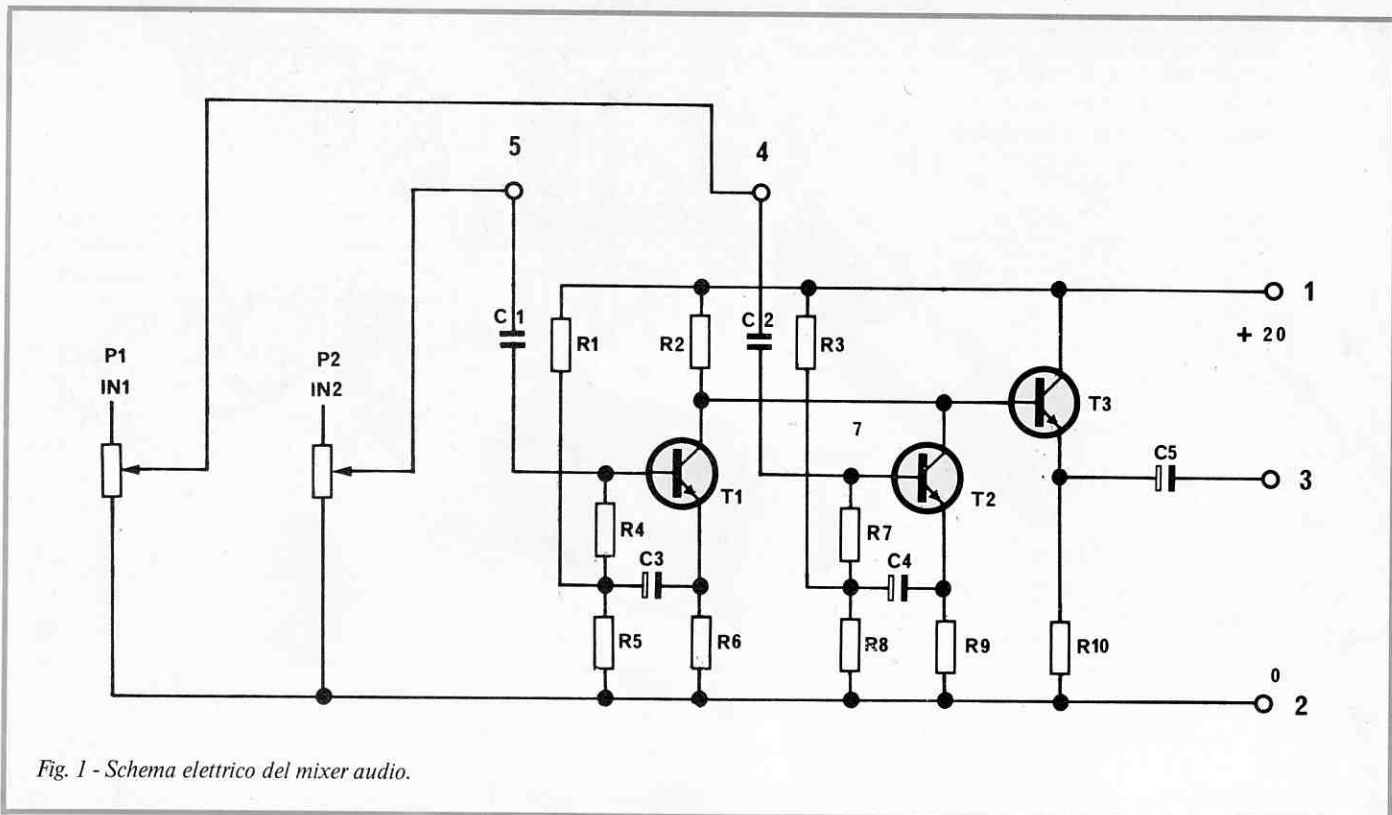 5
4
C 1
R1
R2
C 2
R3
1
+ 20
P1
IN1
P2
IN2
T3
7
C5
3
T1
T2
R4
R7
C3
C4
R5
R6
R8
R9
R10
0
2
Fig. 1 - Schema elettrico del mixer audio.